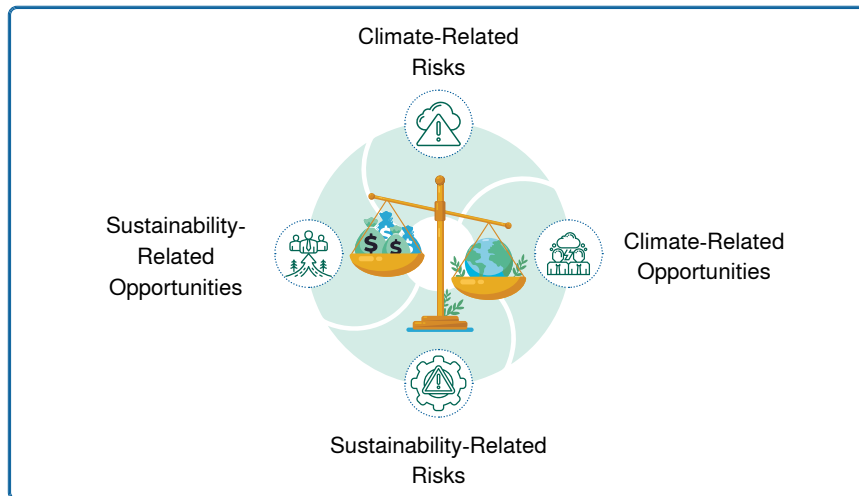 Climate-Related
Risks
Sustainability-
Related
Opportunities
$
$
Climate-Related
Opportunities
Sustainability-Related
Risks